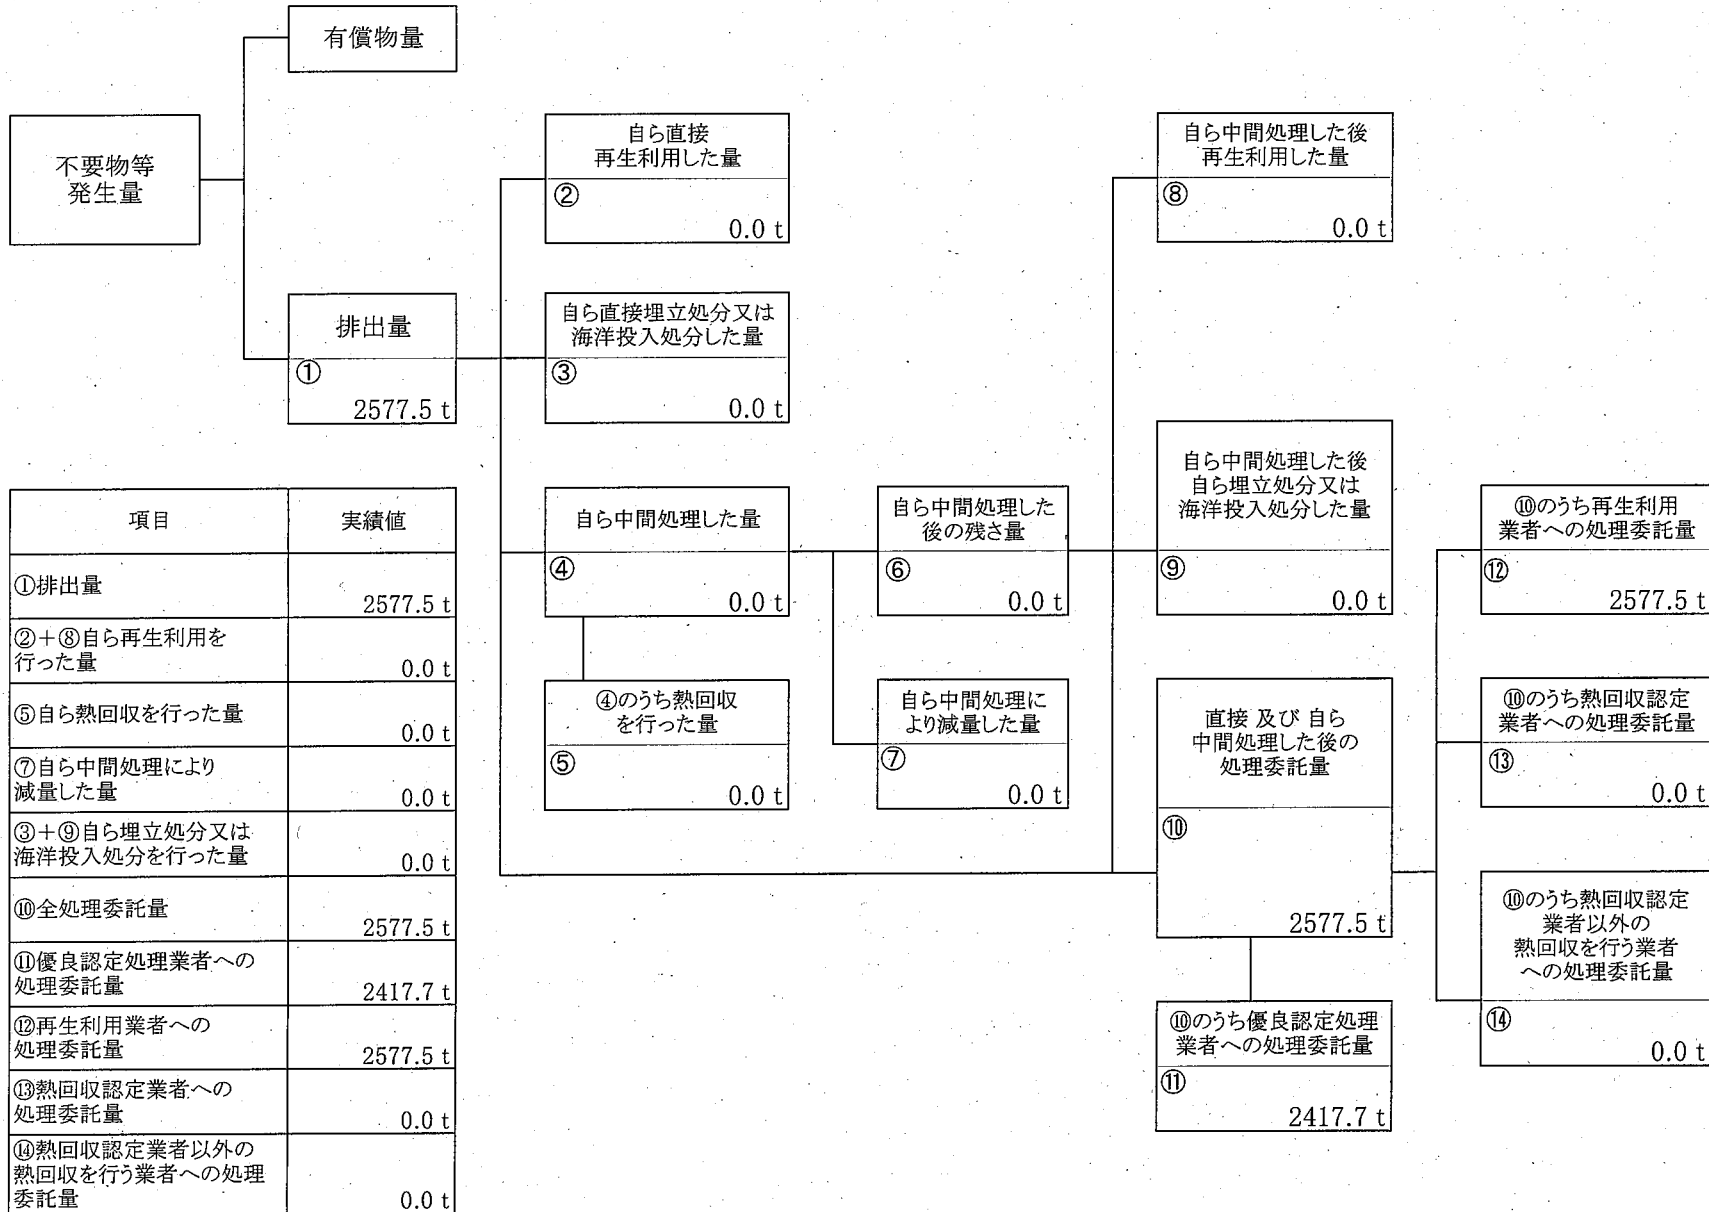 有償物量
不要物等
発生量
排出量
①
2577.5 t
自ら直接
再生利用した量
②
0.0 t
自ら直接埋立処分又は
海洋投入処分した量
③
0.0 t
自ら中間処理した量
④
0.0 t
④のうち熱回収
を行った量
⑤
0.0 t
自ら中間処理した
後の残さ量
⑥
0.0 t
自ら中間処理に
より減量した量
⑦
0.0 t
自ら中間処理した後
再生利用した量
⑧
0.0 t
自ら中間処理した後
自ら埋立処分又は
海洋投入処分した量
⑨
0.0 t
直接 及び 自ら
中間処理した後の
処理委託量
⑩
2577.5 t
⑩のうち優良認定処理
業者への処理委託量
⑪
2417.7 t
⑩のうち再生利用
業者への処理委託量
⑫
2577.5 t
⑩のうち熱回収認定
業者への処理委託量
⑬
0.0 t
⑩のうち熱回収認定
業者以外の
熱回収を行う業者
への処理委託量
⑭
0.0 t
項目 実績値
①排出量
2577.5 t
②+⑧自ら再生利用を
行った量
0.0 t
⑤自ら熱回収を行った量
0.0 t
⑦自ら中間処理により
減量した量
0.0 t
③+⑨自ら埋立処分又は
海洋投入処分を行った量
0.0 t
⑩全処理委託量
2577.5 t
⑪優良認定処理業者への
処理委託量
2417.7 t
⑫再生利用業者への
処理委託量
2577.5 t
⑬熱回収認定業者への
処理委託量
0.0 t
⑭熱回収認定業者以外の
熱回収を行う業者への処理
委託量
0.0 t